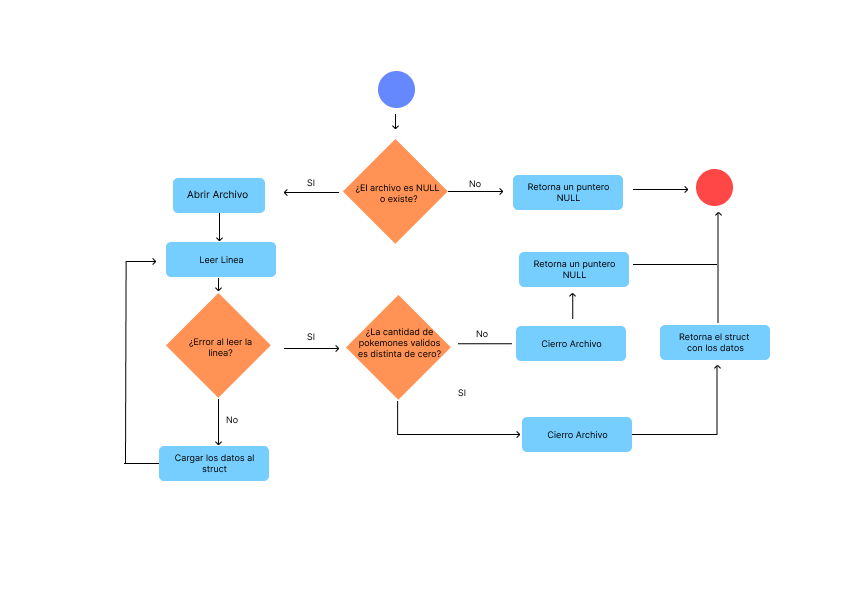 ¿El archivo es NULL
o existe?
SI
No
Abrir Archivo
Retorna un puntero
NULL
Leer Linea
Retorna un puntero
NULL
¿Error al leer la
línea?
SI
¿La cantidad de
pokemones validos
es distinta de cero?
No
Cierro Archivo
Retorna el struct
con los datos
SI
No
Cierro Archivo
Cargar los datos al
struct